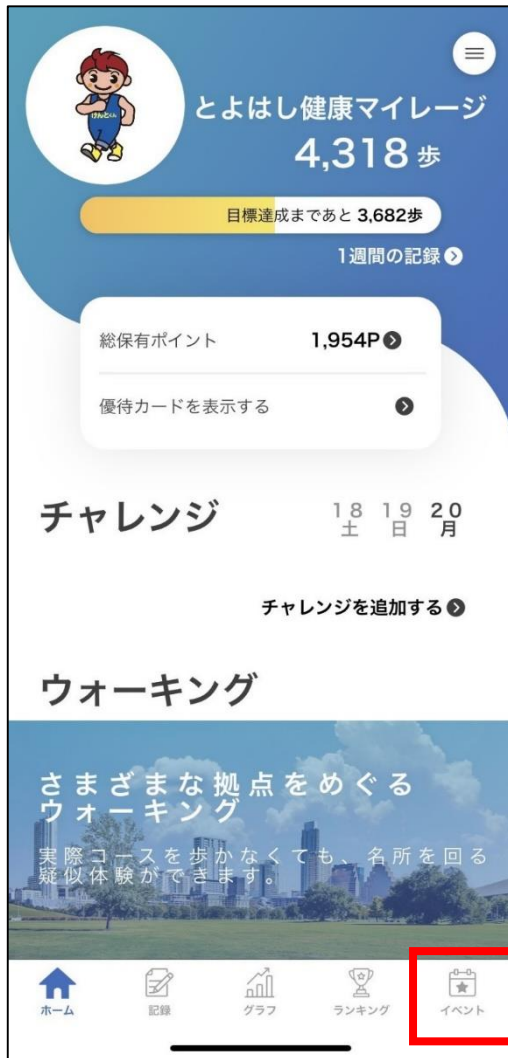 けんとくん
とよはし健康マイレージ
4,318 歩
目標達成まであと 3,682歩
1週間の記録
総保有ポイント 1,954P
優待カードを表示する
チャレンジ
18 19 20
土 日 月
チャレンジを追加する
ウォーキング
さまざまな拠点をめぐる
ウォーキング
実際コースを歩かなくても、名所を回る
疑似体験ができます。
ホーム 記録 グラフ ランキング イベント